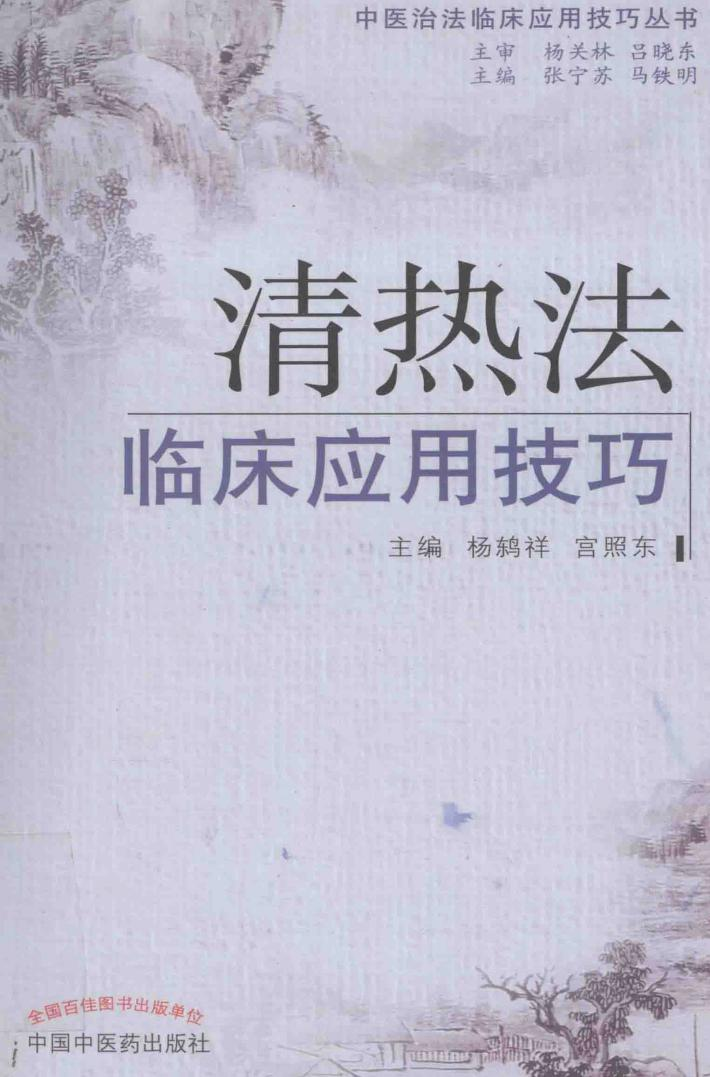 中医治法临床应用技巧丛书
主审 杨关林 吕晓东
主编 张宁苏 马铁明
清热法
临床应用技巧
主编 杨鸫祥 宫照东
全国百佳图书出版单位
中国中医药出版社